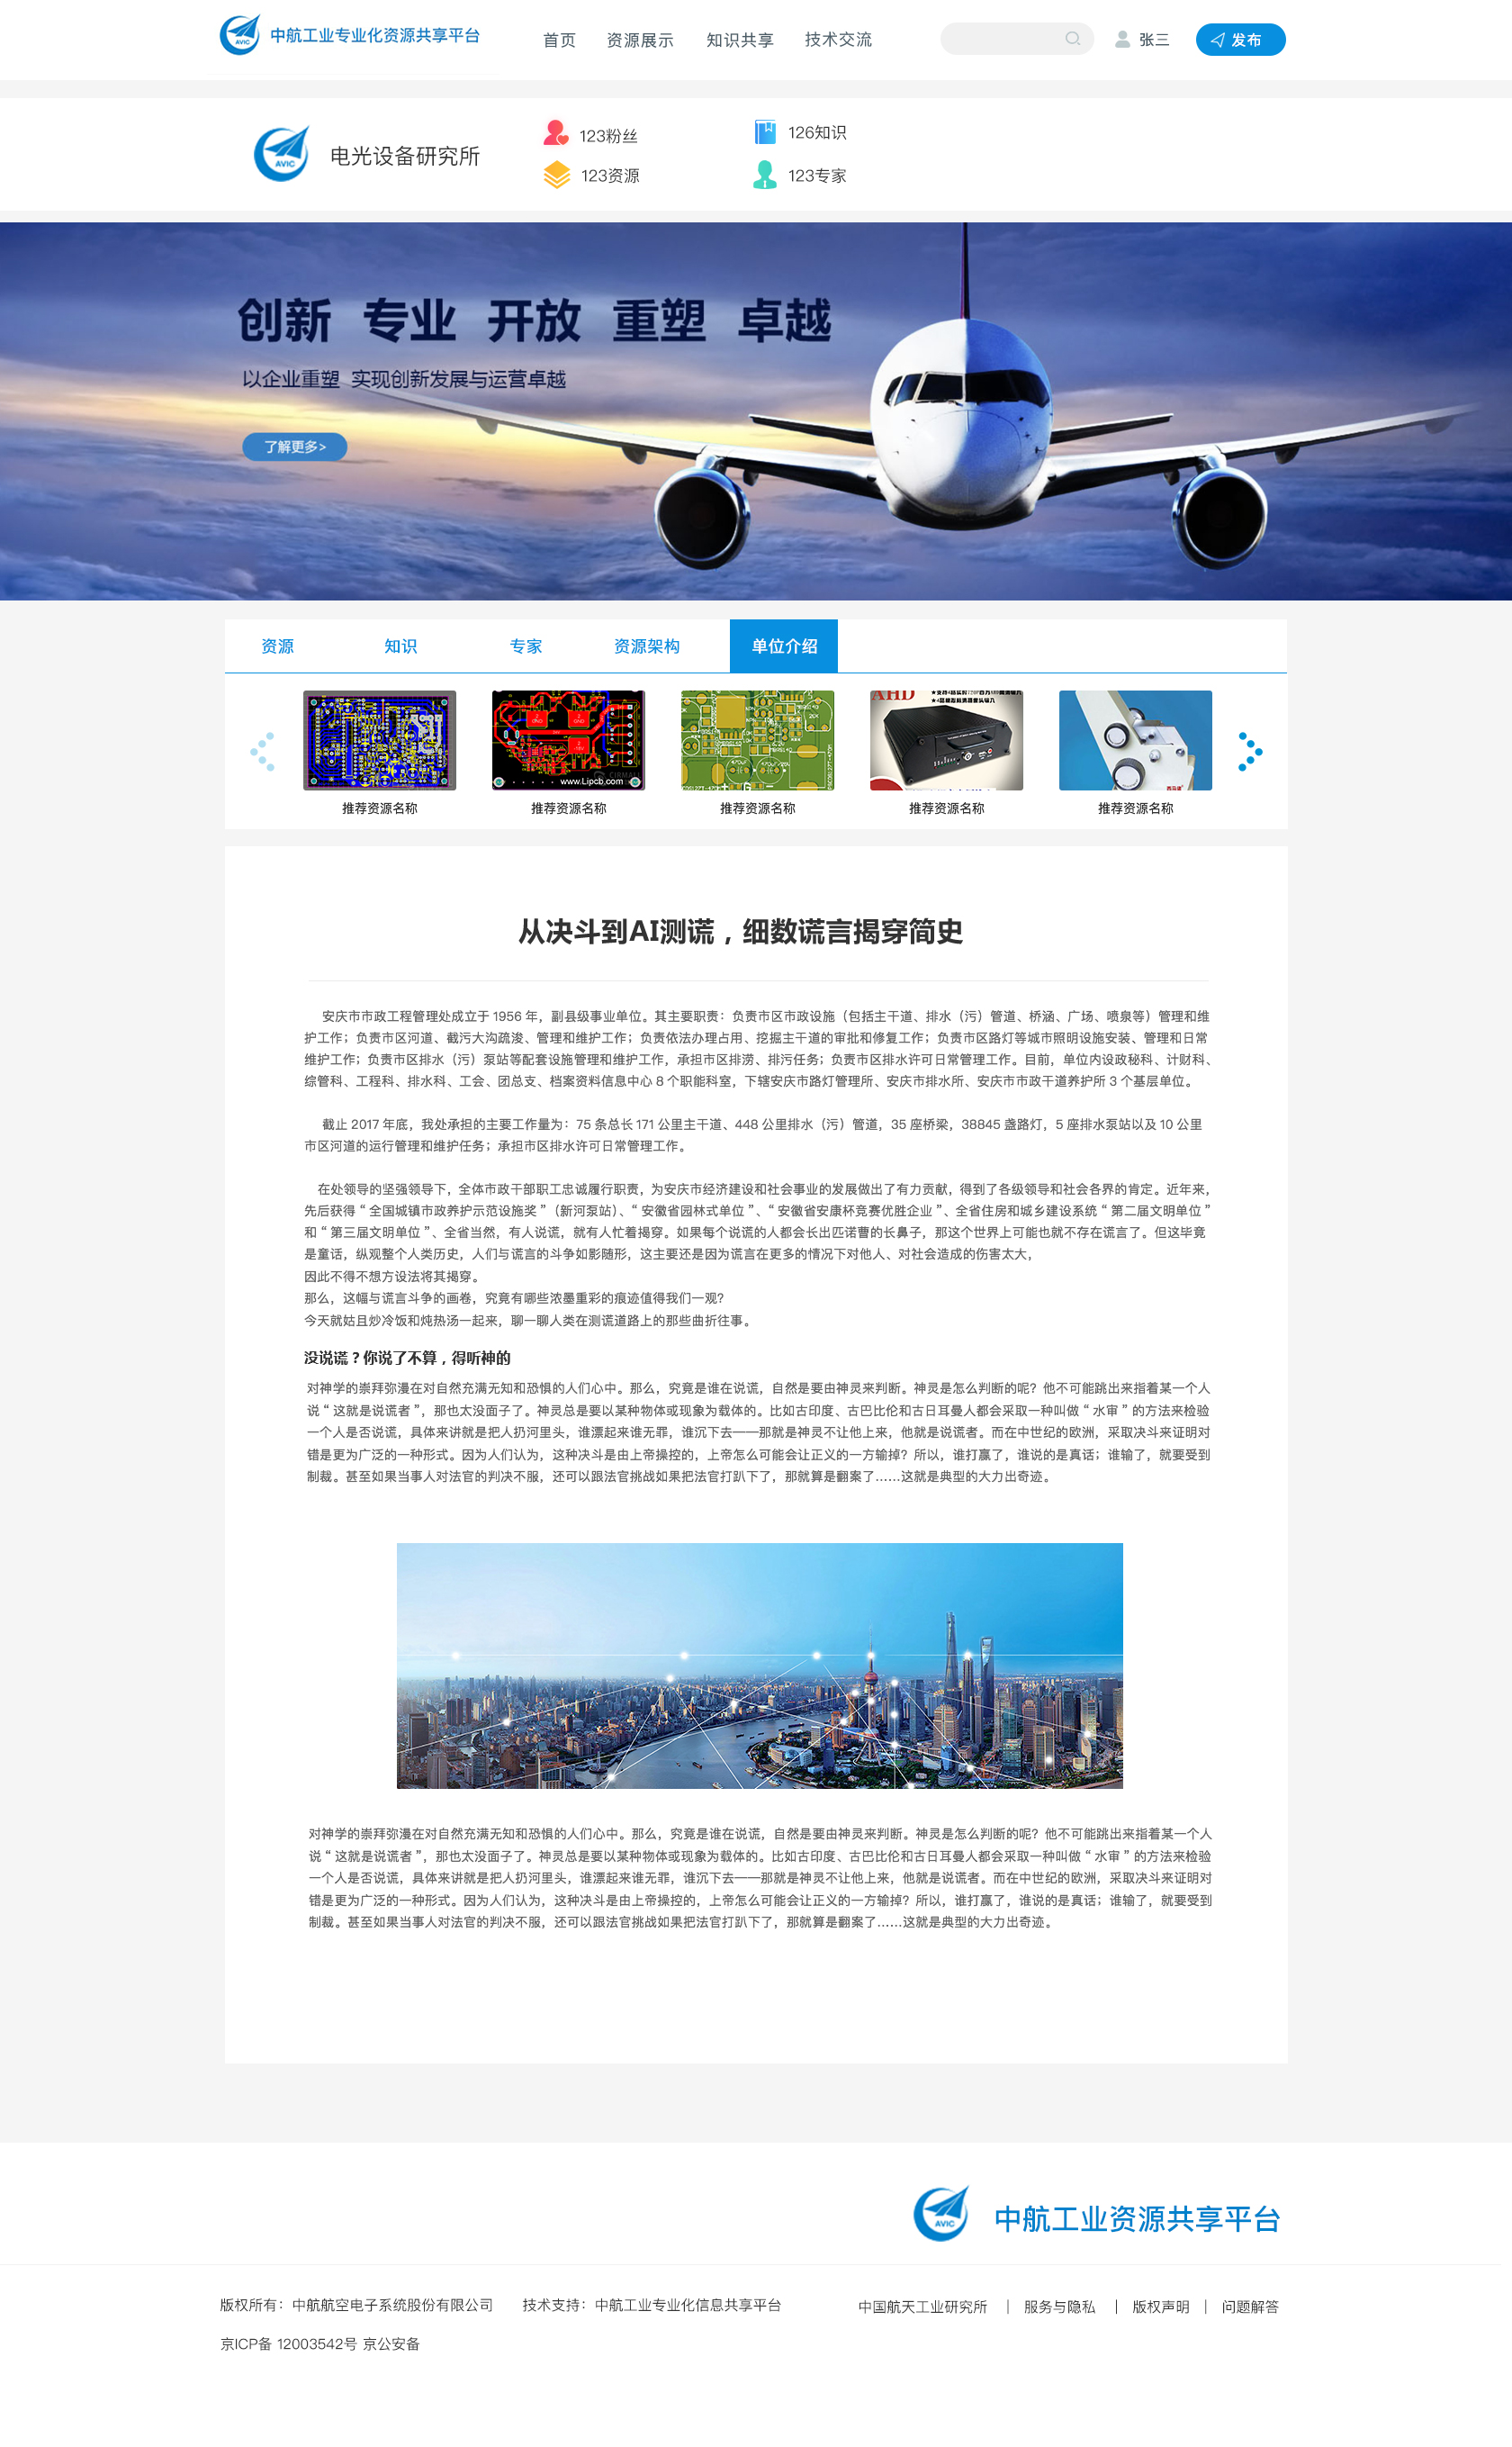 AVIC 中航工业专业化资源共享平台 首页 资源展示 知识共享 技术交流 张三 发布
AVIC 电光设备研究所 123粉丝 126知识
123资源 123专家
创新 专业 开放 重塑 卓越
以企业重塑 实现创新发展与运营卓越
了解更多>
资源 知识 专家 资源架构 单位介绍
AHD
www.Lipcb.com
推荐资源名称 推荐资源名称 推荐资源名称 推荐资源名称 推荐资源名称
从决斗到AI测谎，细数谎言揭穿简史
安庆市市政工程管理处成立于 1956 年，副县级事业单位。其主要职责：负责市区市政设施（包括主干道、排水（污）管道、桥涵、广场、喷泉等）管理和维
护工作；负责市区河道、截污大沟疏浚、管理和维护工作；负责依法办理占用、挖掘主干道的审批和修复工作；负责市区路灯等城市照明设施安装、管理和日常
维护工作；负责市区排水（污）泵站等配套设施管理和维护工作，承担市区排涝、排污任务；负责市区排水许可日常管理工作。目前，单位内设政秘科、计财科、
综管科、工程科、排水科、工会、团总支、档案资料信息中心 8 个职能科室，下辖安庆市路灯管理所、安庆市排水所、安庆市市政干道养护所 3 个基层单位。
截止 2017 年底，我处承担的主要工作量为：75 条总长 171 公里主干道、448 公里排水（污）管道，35 座桥梁，38845 盏路灯，5 座排水泵站以及 10 公里
市区河道的运行管理和维护任务；承担市区排水许可日常管理工作。
在处领导的坚强领导下，全体市政干部职工忠诚履行职责，为安庆市经济建设和社会事业的发展做出了有力贡献，得到了各级领导和社会各界的肯定。近年来，
先后获得“全国城镇市政养护示范设施奖”（新河泵站）、“安徽省园林式单位”、“安徽省安康杯竞赛优胜企业”、全省住房和城乡建设系统“第二届文明单位”
和“第三届文明单位”、全省当然，有人说谎，就有人忙着揭穿。如果每个说谎的人都会长出匹诺曹的长鼻子，那这个世界上可能也就不存在谎言了。但这毕竟
是童话，纵观整个人类历史，人们与谎言的斗争如影随形，这主要还是因为谎言在更多的情况下对他人、对社会造成的伤害太大，
因此不得不想方设法将其揭穿。
那么，这幅与谎言斗争的画卷，究竟有哪些浓墨重彩的痕迹值得我们一观？
今天就姑且炒冷饭和炖热汤一起来，聊一聊人类在测谎道路上的那些曲折往事。
没说谎？你说了不算，得听神的
对神学的崇拜弥漫在对自然充满无知和恐惧的人们心中。那么，究竟是谁在说谎，自然是要由神灵来判断。神灵是怎么判断的呢？他不可能跳出来指着某一个人
说“这就是说谎者”，那也太没面子了。神灵总是要以某种物体或现象为载体的。比如古印度、古巴比伦和古日耳曼人都会采取一种叫做“水审”的方法来检验
一个人是否说谎，具体来讲就是把人扔河里头，谁漂起来谁无罪，谁沉下去——那就是神灵不让他上来，他就是说谎者。而在中世纪的欧洲，采取决斗来证明对
错是更为广泛的一种形式。因为人们认为，这种决斗是由上帝操控的，上帝怎么可能会让正义的一方输掉？所以，谁打赢了，谁说的是真话；谁输了，就要受到
制裁。甚至如果当事人对法官的判决不服，还可以跟法官挑战如果把法官打趴下了，那就算是翻案了……这就是典型的大力出奇迹。
对神学的崇拜弥漫在对自然充满无知和恐惧的人们心中。那么，究竟是谁在说谎，自然是要由神灵来判断。神灵是怎么判断的呢？他不可能跳出来指着某一个人
说“这就是说谎者”，那也太没面子了。神灵总是要以某种物体或现象为载体的。比如古印度、古巴比伦和古日耳曼人都会采取一种叫做“水审”的方法来检验
一个人是否说谎，具体来讲就是把人扔河里头，谁漂起来谁无罪，谁沉下去——那就是神灵不让他上来，他就是说谎者。而在中世纪的欧洲，采取决斗来证明对
错是更为广泛的一种形式。因为人们认为，这种决斗是由上帝操控的，上帝怎么可能会让正义的一方输掉？所以，谁打赢了，谁说的是真话；谁输了，就要受到
制裁。甚至如果当事人对法官的判决不服，还可以跟法官挑战如果把法官打趴下了，那就算是翻案了……这就是典型的大力出奇迹。
AVIC 中航工业资源共享平台
版权所有：中航航空电子系统股份有限公司 技术支持：中航工业专业化信息共享平台 中国航天工业研究所 | 服务与隐私 | 版权声明 | 问题解答
京ICP备 12003542号 京公安备